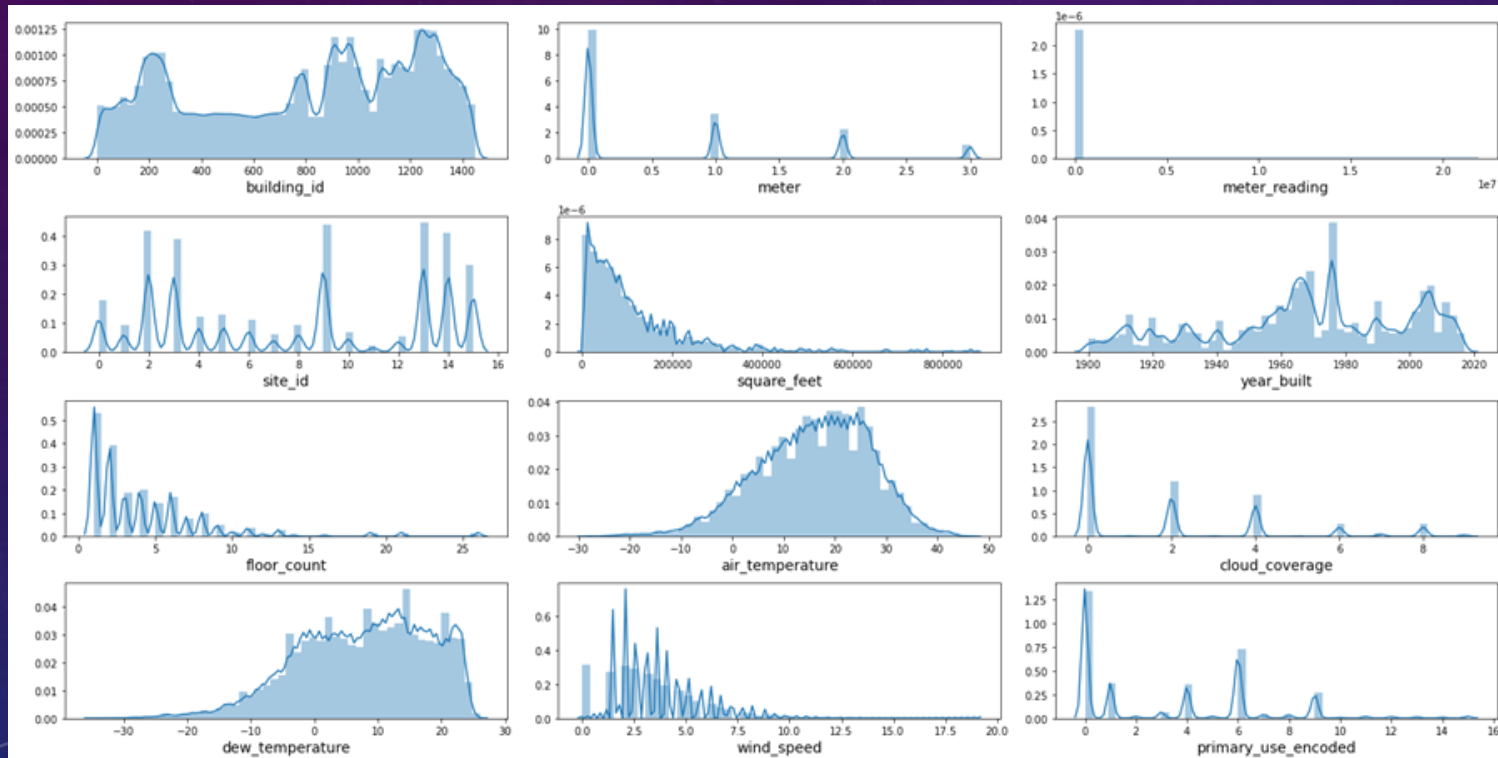 0.00125
0.00100
0.00075
0.00050
0.00025
0.00000
0 200 400 600 800 1000 1200 1400
building_id
10
8
6
4
2
0
0.0 0.5 1.0 1.5 2.0 2.5 3.0
meter
1e−6
2.0
1.5
1.0
0.5
0.0
0.0 0.5 1.0 1.5 2.0
1e7
meter_reading
0.4
0.3
0.2
0.1
0.0
0 2 4 6 8 10 12 14 16
site_id
1e−6
8
6
4
2
0
0 200000 400000 600000 800000
square_feet
0.04
0.03
0.02
0.01
0.00
1900 1920 1940 1960 1980 2000 2020
year_built
0.5
0.4
0.3
0.2
0.1
0.0
0 5 10 15 20 25
floor_count
0.04
0.03
0.02
0.01
0.00
−30 −20 −10 0 10 20 30 40 50
air_temperature
2.5
2.0
1.5
1.0
0.5
0.0
0 2 4 6 8
cloud_coverage
0.04
0.03
0.02
0.01
0.00
−30 −20 −10 0 10 20 30
dew_temperature
0.6
0.4
0.2
0.0
0.0 2.5 5.0 7.5 10.0 12.5 15.0 17.5 20.0
wind_speed
1.25
1.00
0.75
0.50
0.25
0.00
0 2 4 6 8 10 12 14 16
primary_use_encoded